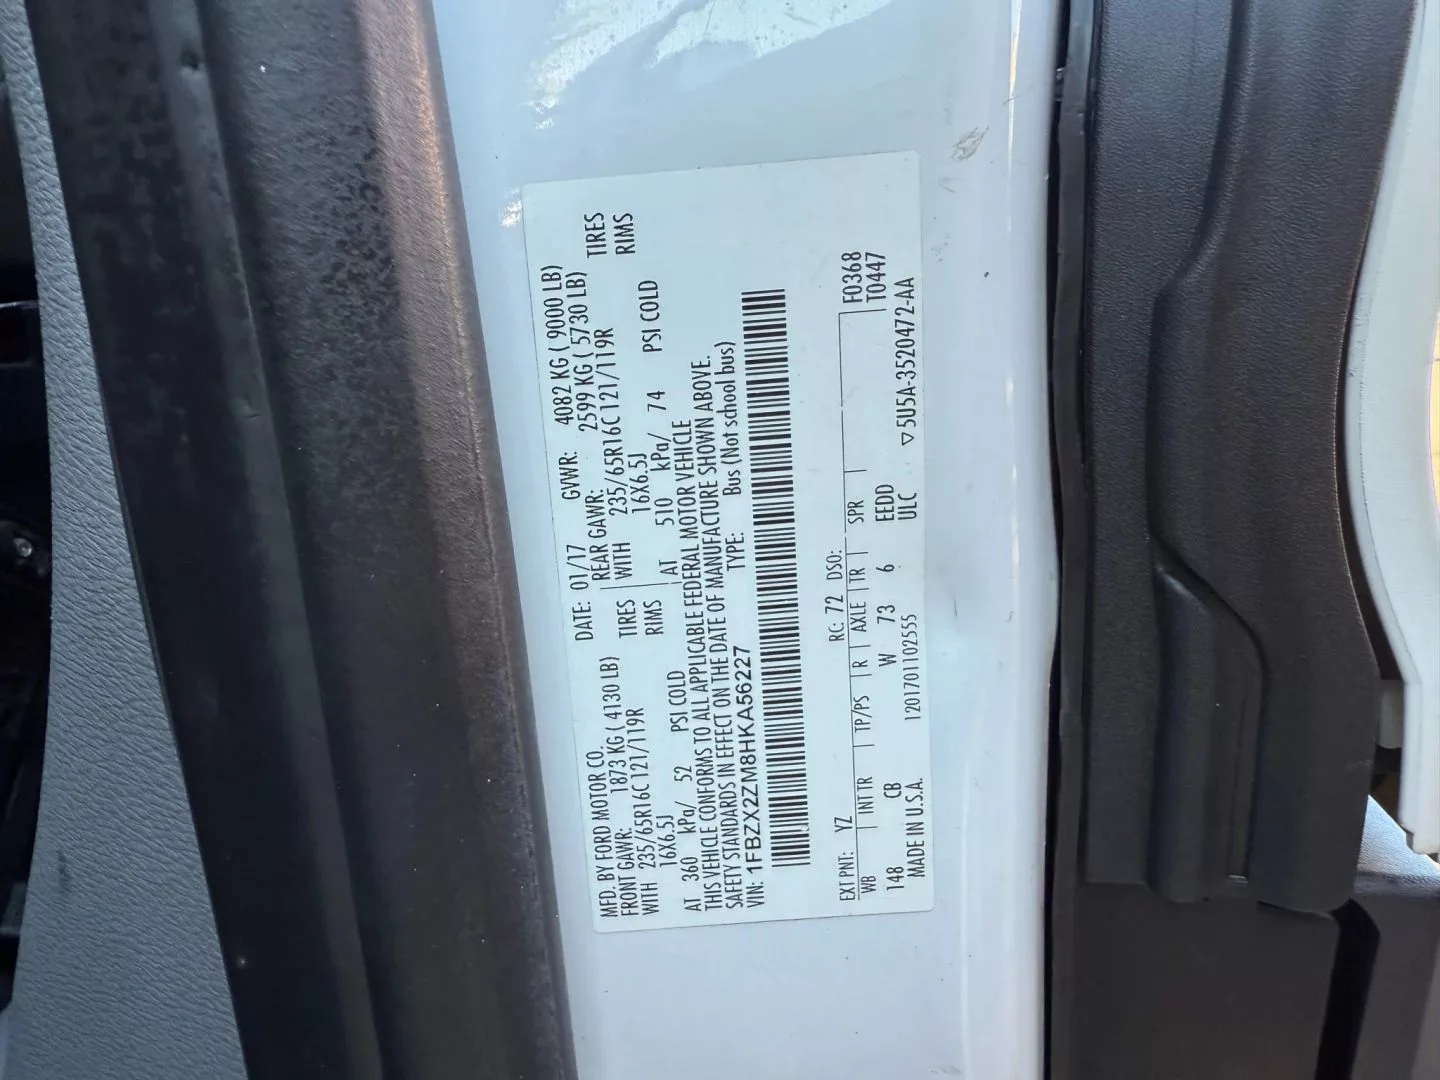 MFD. BY FORD MOTOR CO. DATE: 01/17 GVWR: 4082 KG ( 9000 LB)
FRONT GAWR: 1873 KG ( 4130 LB) REAR GAWR: 2599 KG ( 5730 LB)
WITH 235/65R16C 121/119R TIRES WITH 235/65R16C 121/119R TIRES
16X6.5J RIMS 16X6.5J RIMS
AT 360 kPa/ 52 PSI COLD AT 510 kPa/ 74 PSI COLD
THIS VEHICLE CONFORMS TO ALL APPLICABLE FEDERAL MOTOR VEHICLE
SAFETY STANDARDS IN EFFECT ON THE DATE OF MANUFACTURE SHOWN ABOVE.
VIN: 1FBZX2ZM8HKA56227 TYPE: Bus (Not school bus)
EXT PNT: YZ RC: 72 DSO: F0368
WB INT TR TP/PS R AXLE TR SPR T0447
148 CB W 73 6 EEDD
MADE IN U.S.A. 1201701102555 ULC ▽5U5A-3520472-AA